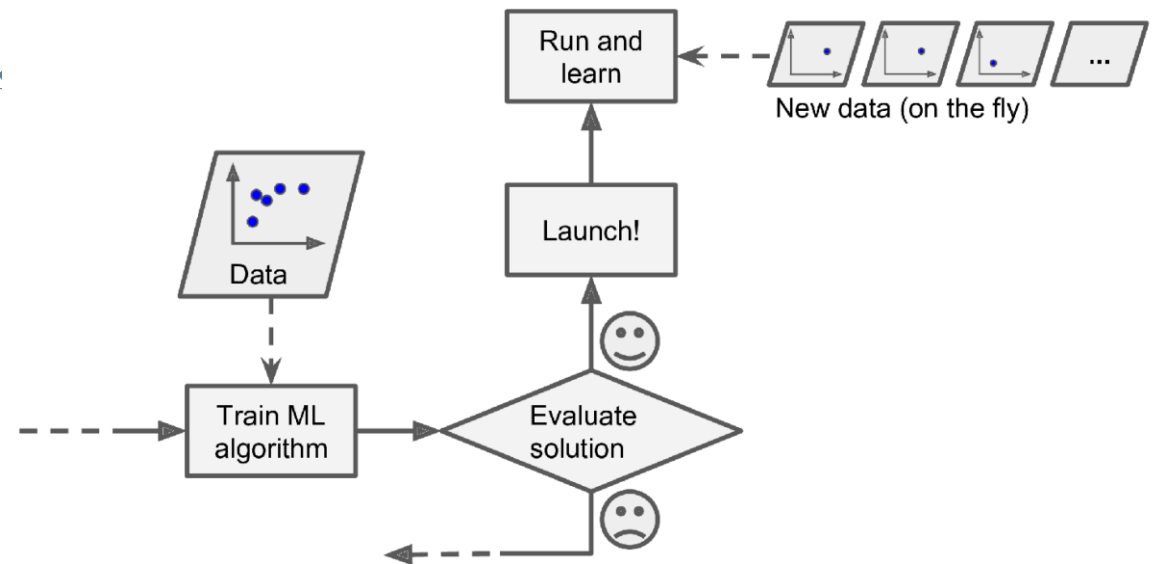 Run and
learn
...
New data (on the fly)
Launch!
Data
Train ML
algorithm
Evaluate
solution